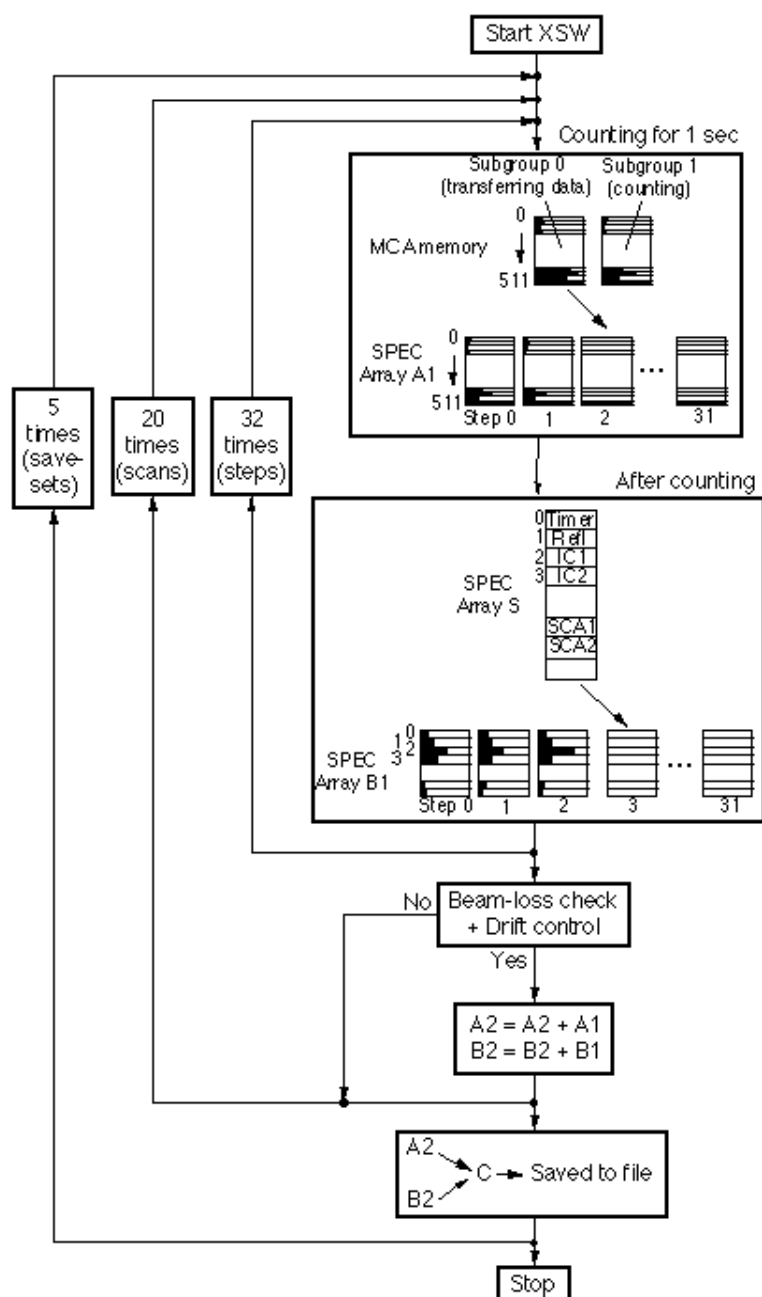 Start XSW
Counting for 1 sec
Subgroup 0
(transferring data)
Subgroup 1
(counting)
0
MCA memory
511
0
SPEC
Array A1
511
...
Step 0
1
2
31
5
times
(save-
sets)
20
times
(scans)
32
times
(steps)
After counting
0
Timer
1
Refl
2
IC1
3
IC2
SPEC
Array S
SCA1
SCA2
0
1
2
3
SPEC
Array B1
...
Step 0
1
2
3
31
No
Beam-loss check
+ Drift control
Yes
A2 = A2 + A1
B2 = B2 + B1
A2
C
Saved to file
B2
Stop